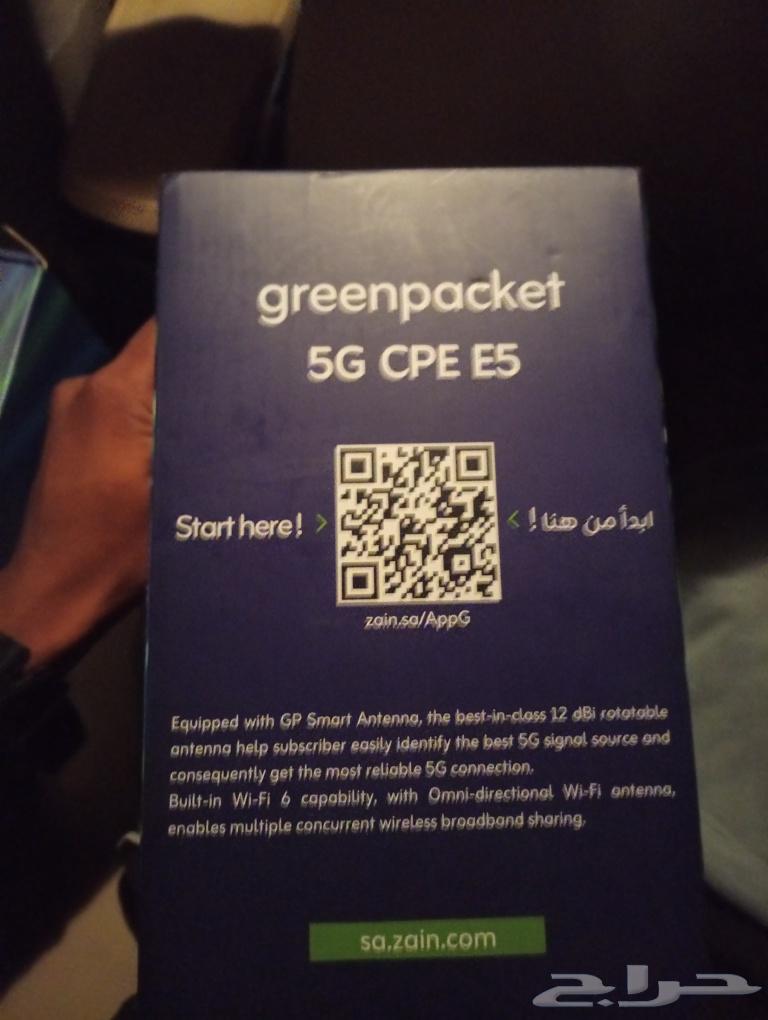 greenpacket
5G CPE E5
Start here! > < ابدأ من هنا!
zain.sa/AppG
Equipped with GP Smart Antenna, the best-in-class 12 dBi rotatable
antenna help subscriber easily identify the best 5G signal source and
consequently get the most reliable 5G connection.
Built-in Wi-Fi 6 capability, with Omni-directional Wi-Fi antenna,
enables multiple concurrent wireless broadband sharing.
sa.zain.com
حراج